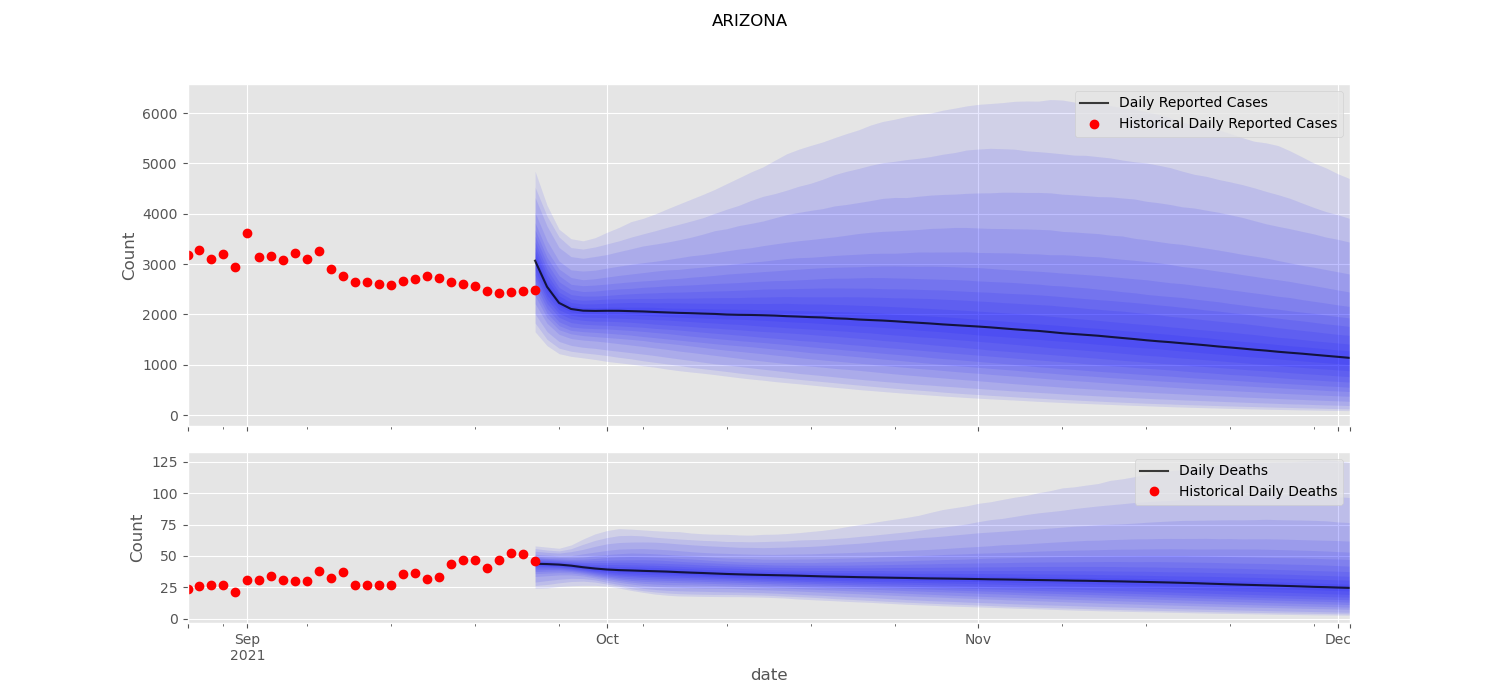 ARIZONA
Daily Reported Cases
Historical Daily Reported Cases
6000
5000
4000
3000
2000
1000
0
Count
Daily Deaths
Historical Daily Deaths
125
100
75
50
25
0
Count
Sep
2021
Oct
Nov
Dec
date